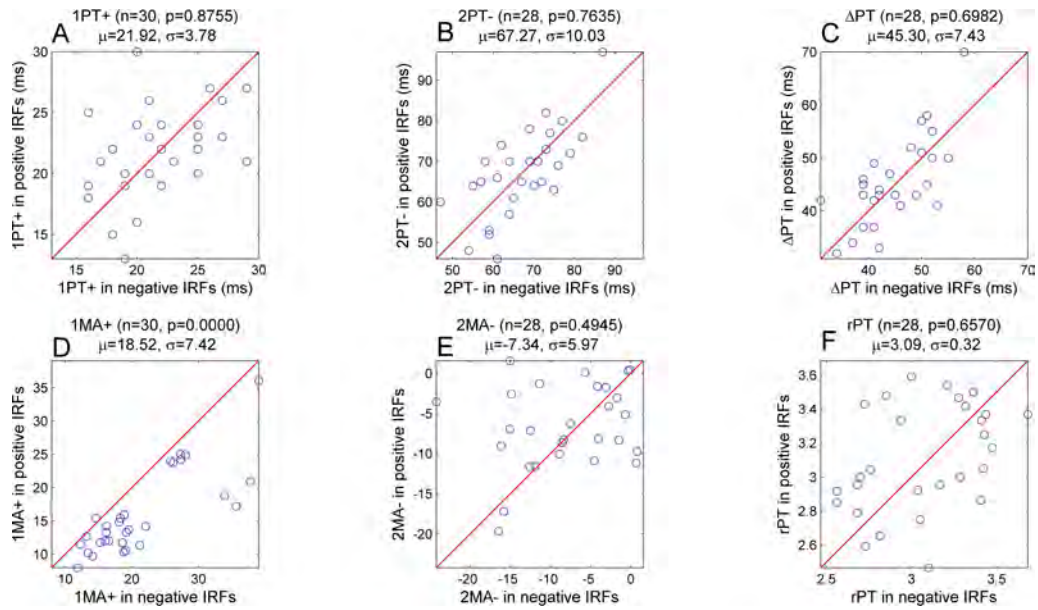 A
1PT+ (n=30, p=0.8755)
μ=21.92, σ=3.78
30
25
20
15
15
20
25
30
1PT+ in positive IRFs (ms)
1PT+ in negative IRFs (ms)
B
2PT- (n=28, p=0.7635)
μ=67.27, σ=10.03
90
80
70
60
50
50
60
70
80
90
2PT- in positive IRFs (ms)
2PT- in negative IRFs (ms)
C
ΔPT (n=28, p=0.6982)
μ=45.30, σ=7.43
70
60
50
40
40
50
60
70
ΔPT in positive IRFs (ms)
ΔPT in negative IRFs (ms)
D
1MA+ (n=30, p=0.0000)
μ=18.52, σ=7.42
35
30
25
20
15
10
10
20
30
1MA+ in positive IRFs
1MA+ in negative IRFs
E
2MA- (n=28, p=0.4945)
μ=-7.34, σ=5.97
0
-5
-10
-15
-20
-20
-15
-10
-5
0
2MA- in positive IRFs
2MA- in negative IRFs
F
rPT (n=28, p=0.6570)
μ=3.09, σ=0.32
3.6
3.4
3.2
3.0
2.8
2.6
2.5
3
3.5
rPT in positive IRFs
rPT in negative IRFs